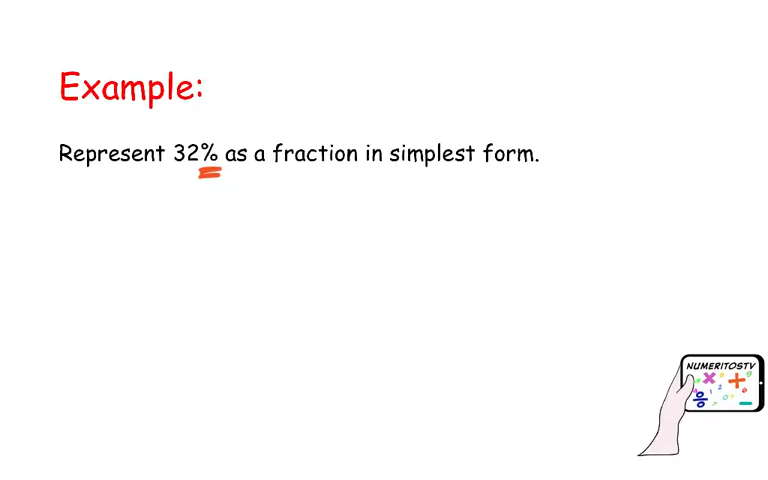 Example:
Represent 32% as a fraction in simplest form.
NUMERITOSTV